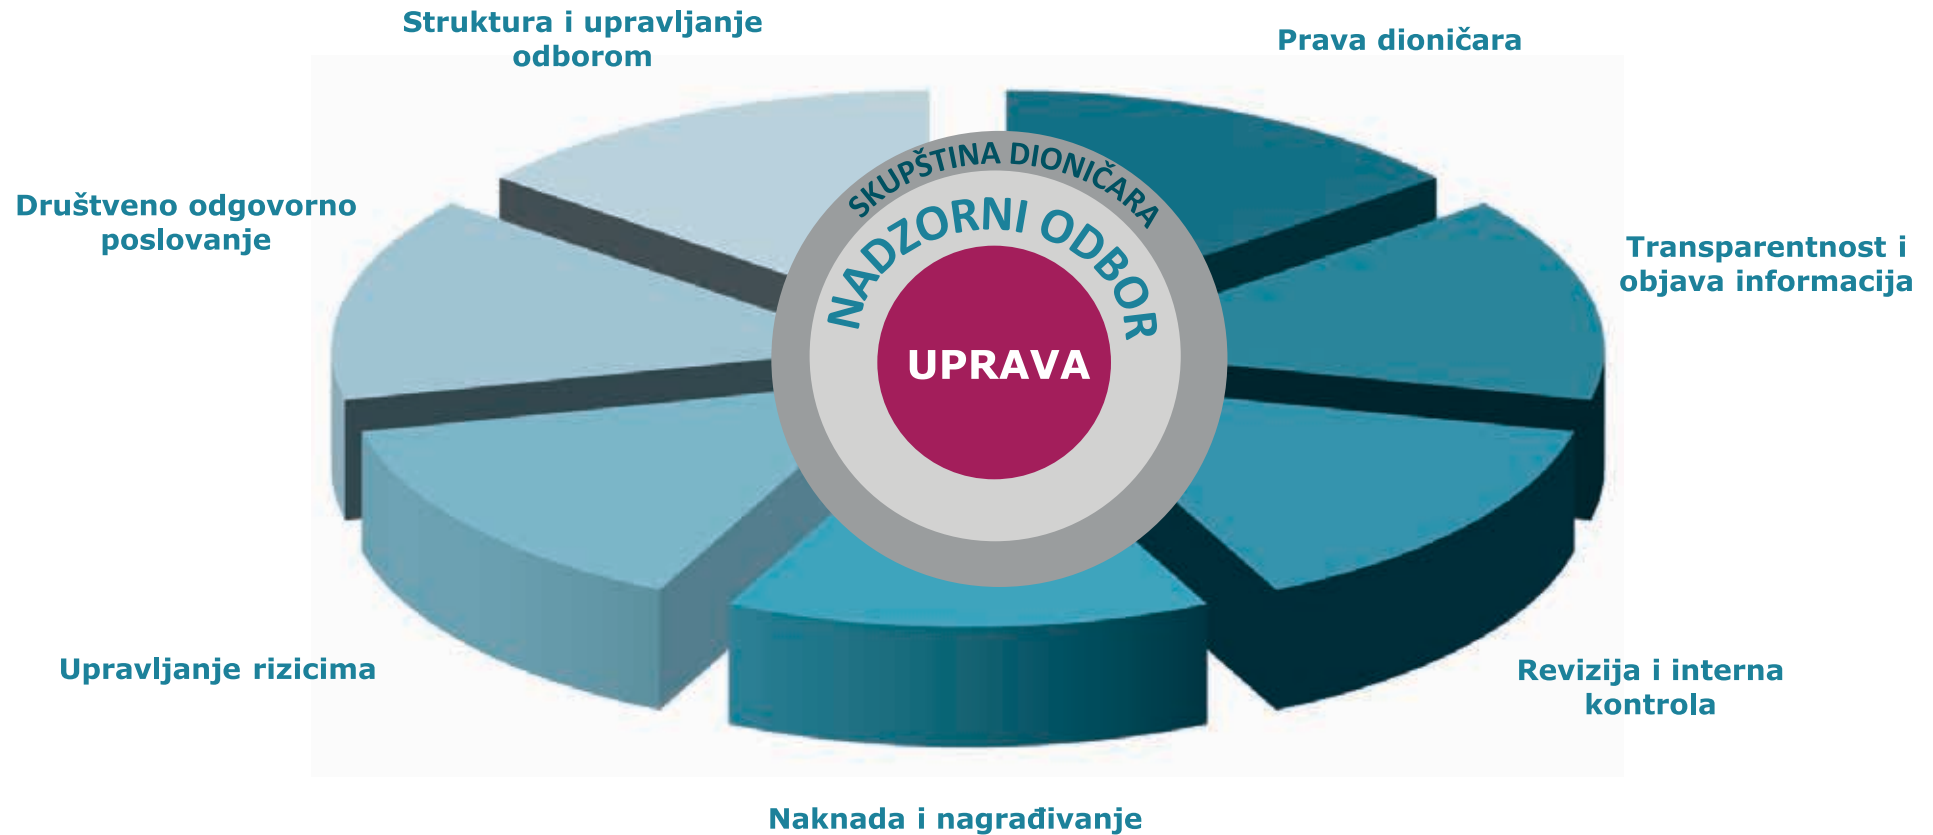 Struktura i upravljanje
odborom
Prava dioničara
Društveno odgovorno
poslovanje
SKUPŠTINA DIONIČARA
NADZORNI ODBOR
UPRAVA
Transparentnost i
objava informacija
Upravljanje rizicima
Revizija i interna
kontrola
Naknada i nagrađivanje